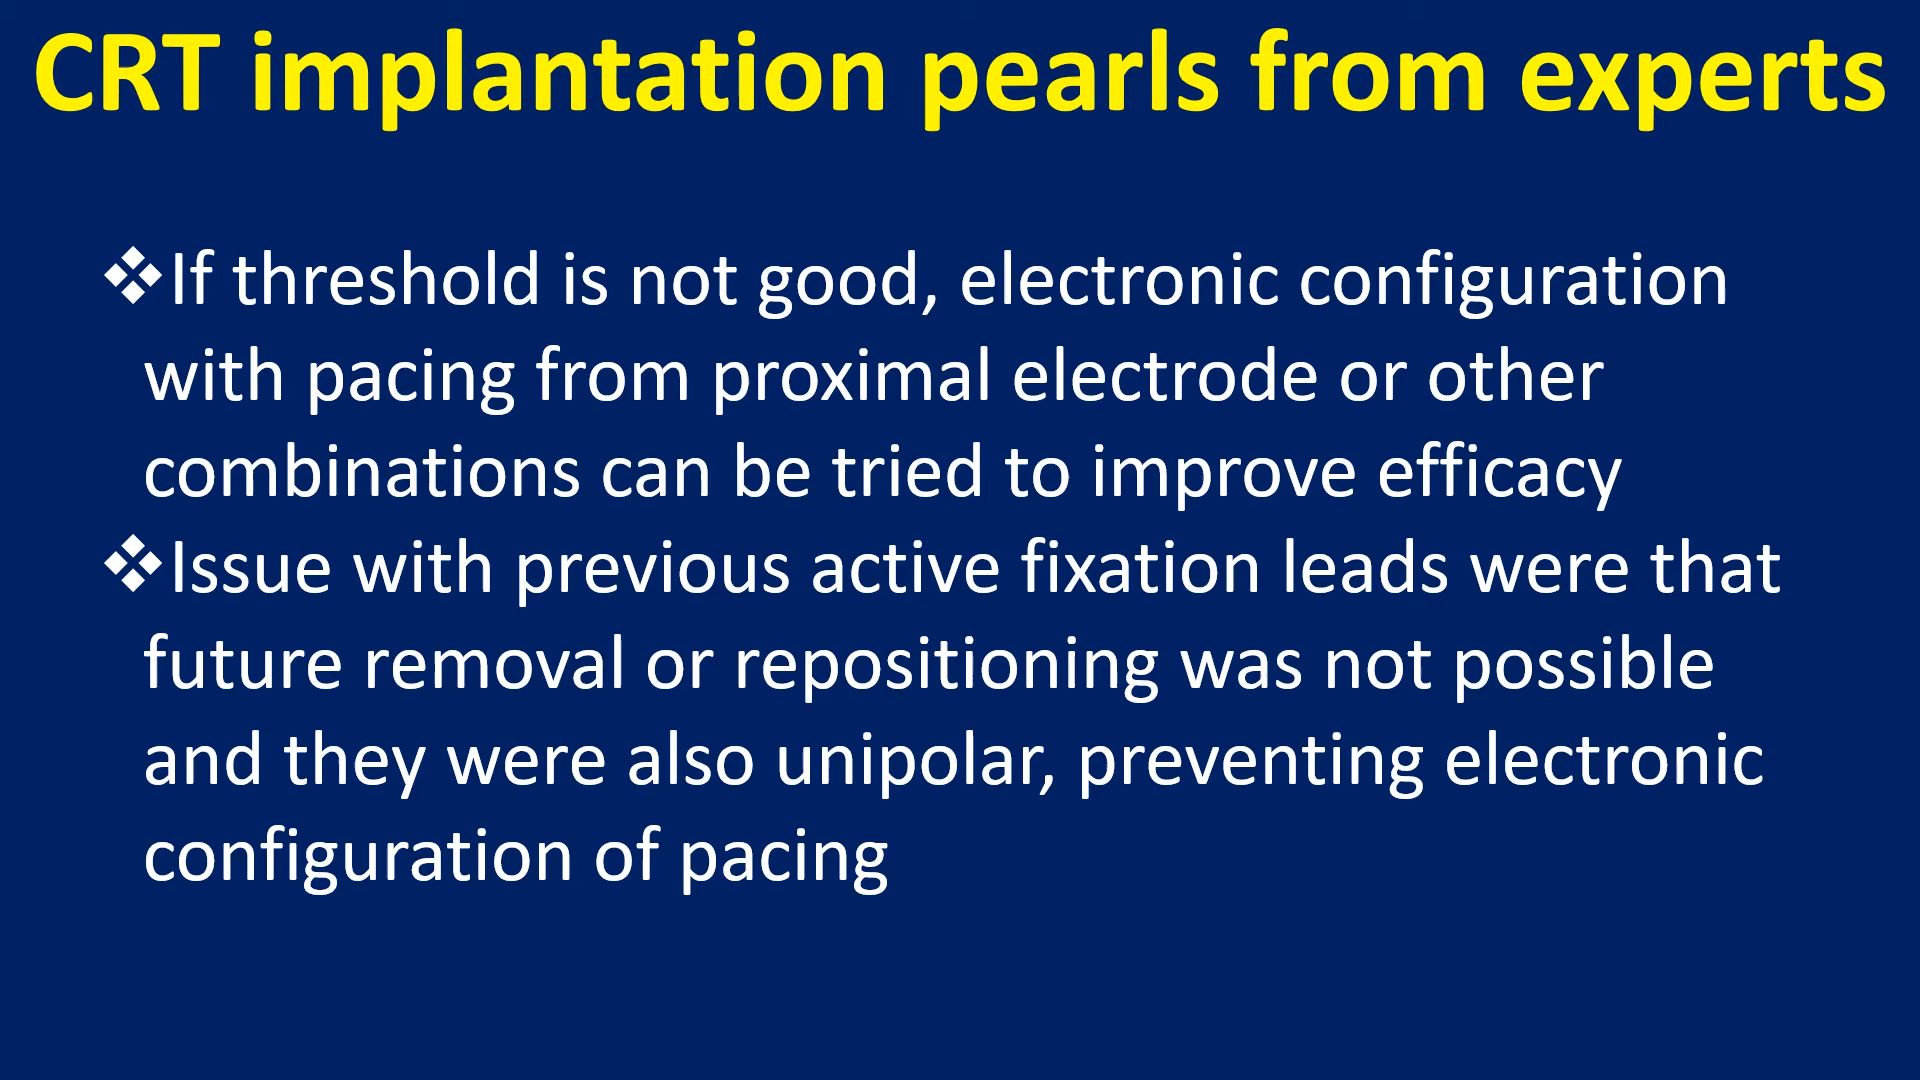 CRT implantation pearls from experts
❖If threshold is not good, electronic configuration
with pacing from proximal electrode or other
combinations can be tried to improve efficacy
❖Issue with previous active fixation leads were that
future removal or repositioning was not possible
and they were also unipolar, preventing electronic
configuration of pacing